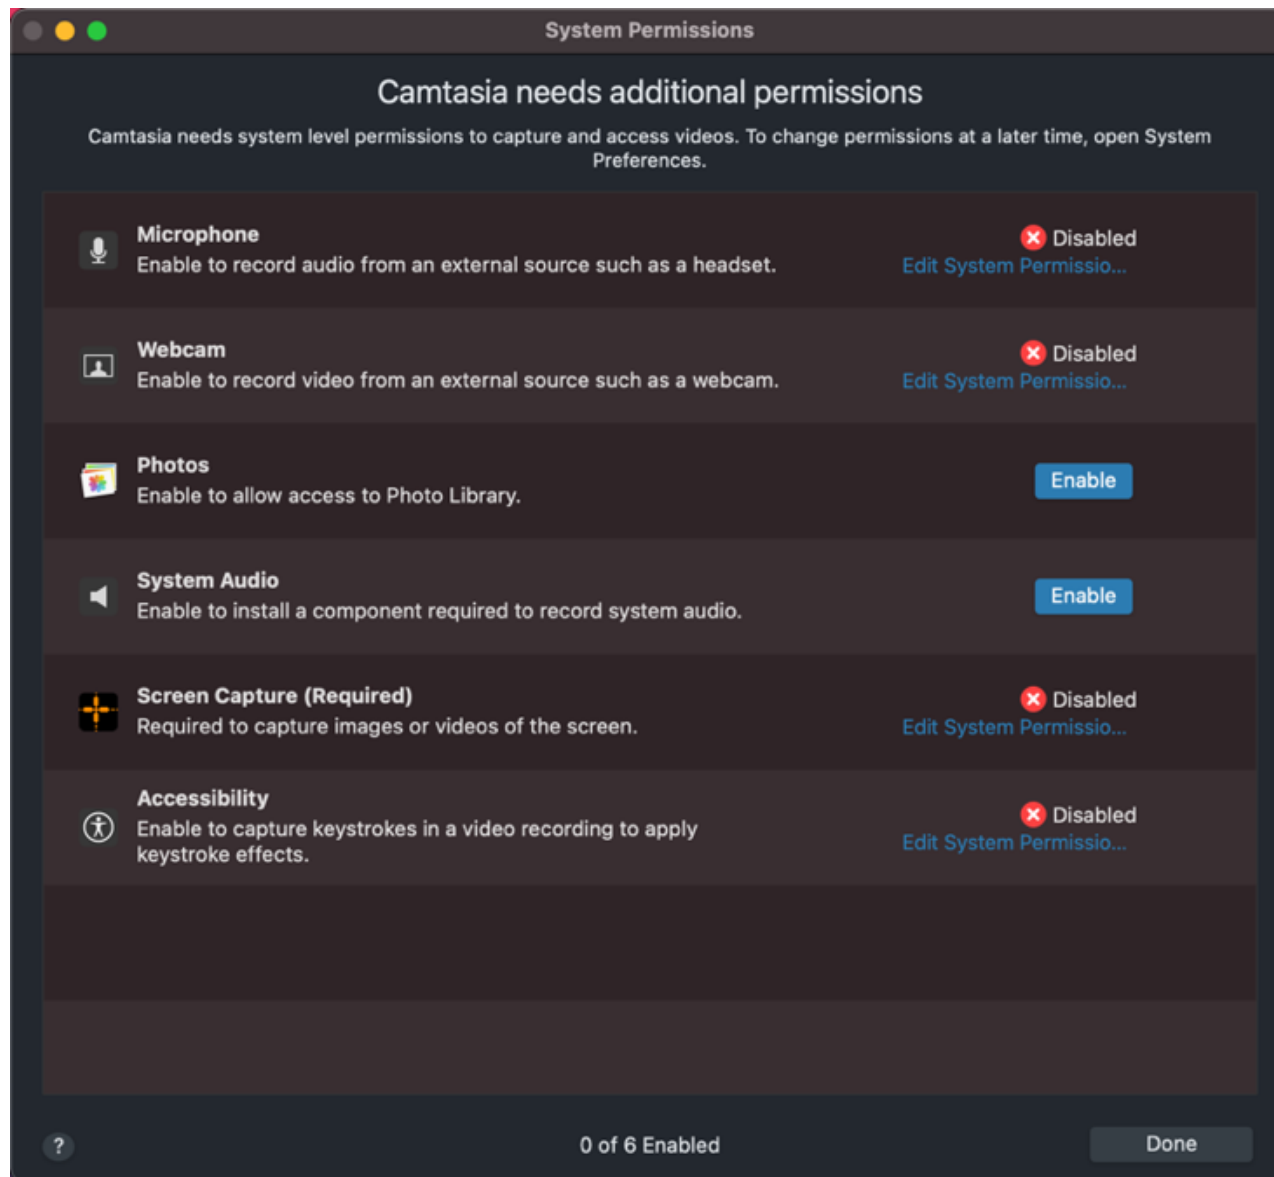 System Permissions
Camtasia needs additional permissions
Camtasia needs system level permissions to capture and access videos. To change permissions at a later time, open System
Preferences.
Microphone
Enable to record audio from an external source such as a headset.
Disabled
Edit System Permissio...
Webcam
Enable to record video from an external source such as a webcam.
Disabled
Edit System Permissio...
Photos
Enable to allow access to Photo Library.
Enable
System Audio
Enable to install a component required to record system audio.
Enable
Screen Capture (Required)
Required to capture images or videos of the screen.
Disabled
Edit System Permissio...
Accessibility
Enable to capture keystrokes in a video recording to apply
keystroke effects.
Disabled
Edit System Permissio...
?
0 of 6 Enabled
Done